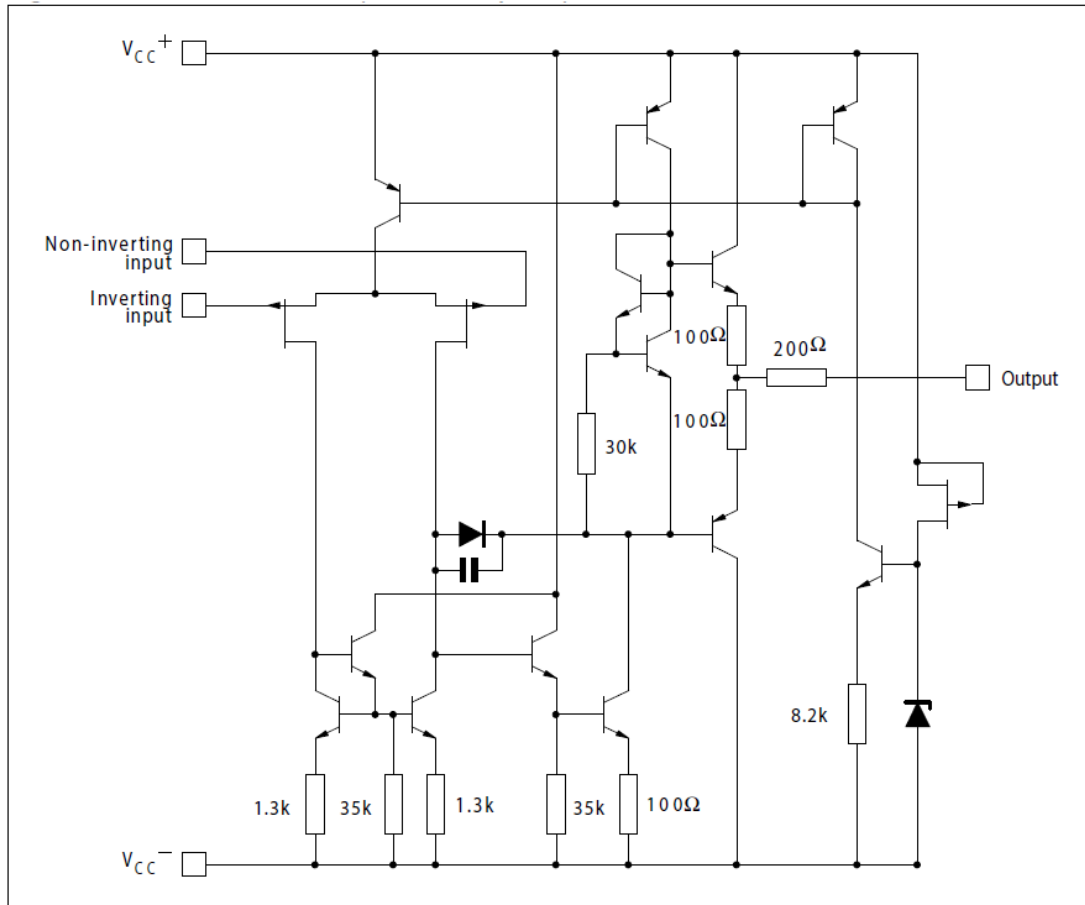 VCC+
Non-inverting
input
Inverting
input
100Ω
200Ω
Output
100Ω
30k
8.2k
1.3k
35k
1.3k
35k
100Ω
VCC−